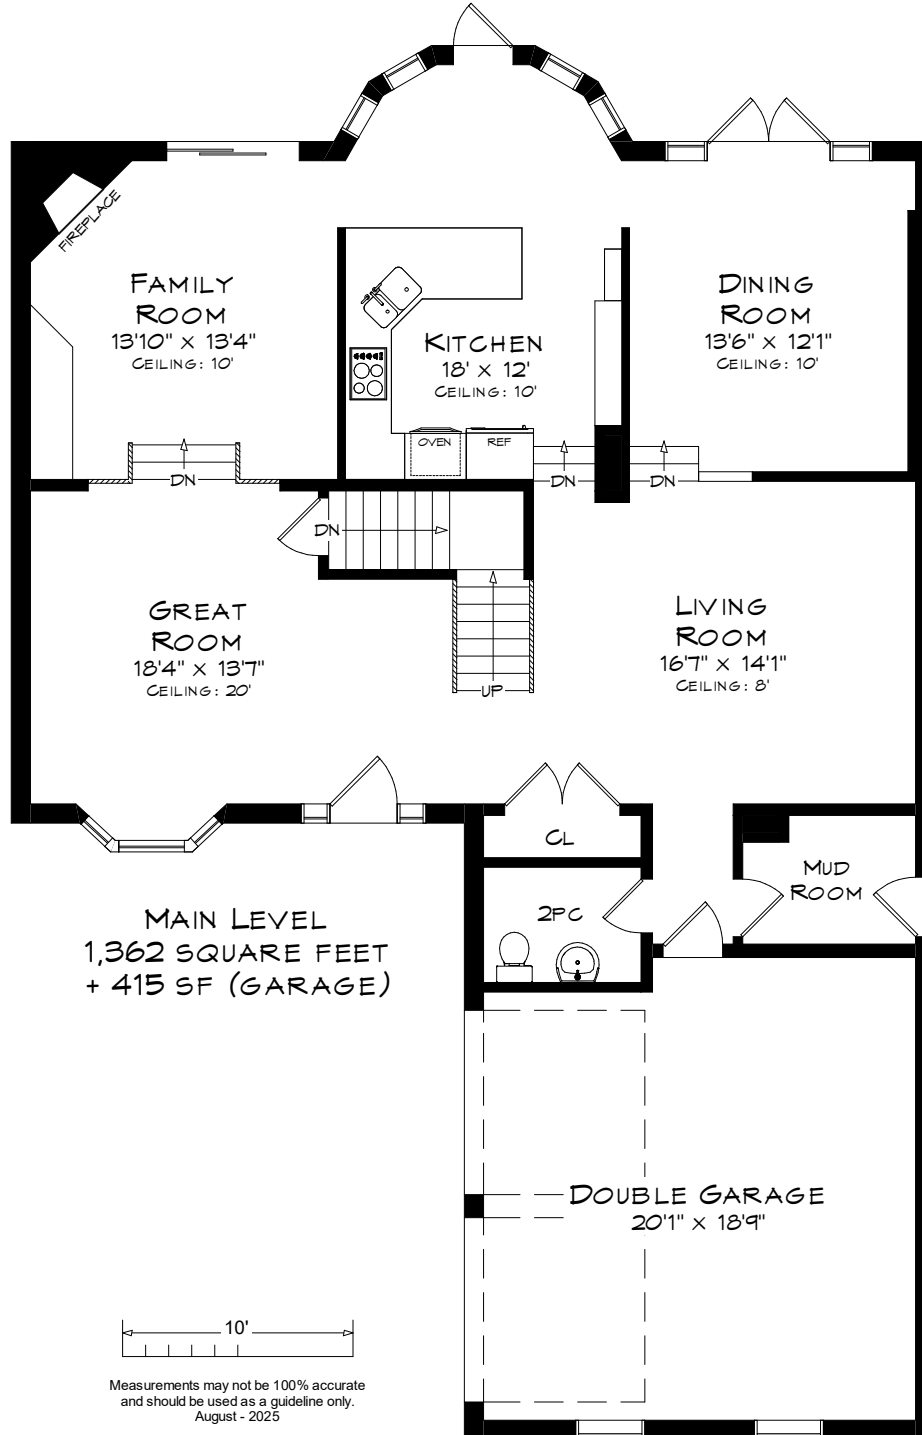 FIREPLACE
FAMILY
ROOM
13'10" X 13'4"
CEILING: 10'
KITCHEN
18' X 12'
CEILING: 10'
DINING
ROOM
13'6" X 12'1"
CEILING: 10'
OVEN
REF
DN
DN
DN
DN
GREAT
ROOM
18'4" X 13'7"
CEILING: 20'
UP
LIVING
ROOM
16'7" X 14'1"
CEILING: 8'
CL
MUD
ROOM
2PC
MAIN LEVEL
1,362 SQUARE FEET
+ 415 SF (GARAGE)
DOUBLE GARAGE
20'1" X 18'9"
10'
Measurements may not be 100% accurate
and should be used as a guideline only.
August - 2025